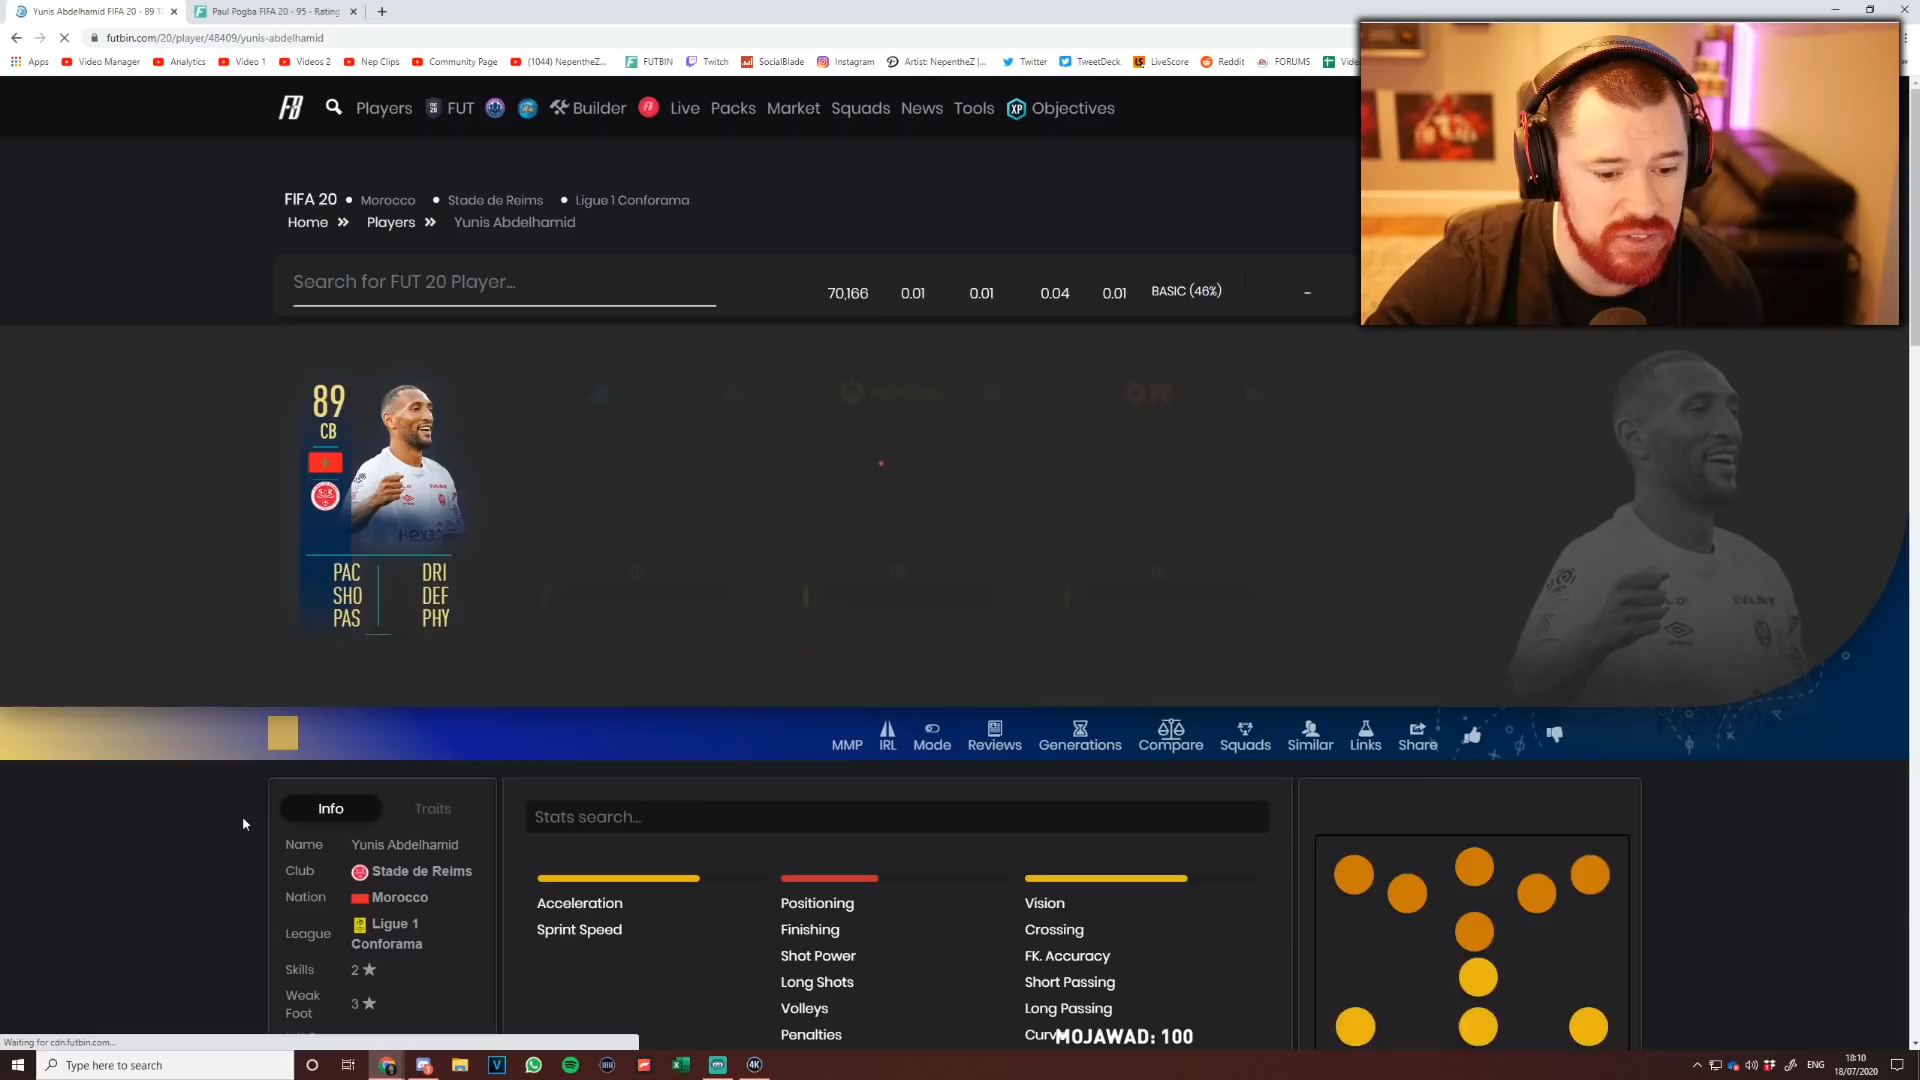 Yunis Abdelhamid FIFA 20 - 89 T
Paul Pogba FIFA 20 - 95 - Rating
futbin.com/20/player/48409/yunis-abdelhamid
Apps Video Manager Analytics Video 1 Videos 2 Nep Clips Community Page (1044) NepentheZ... FUTBIN Twitch SocialBlade Instagram Artist: NepentheZ |... Twitter TweetDeck LiveScore Reddit FORUMS
Players FUT Builder Live Packs Market Squads News Tools XP Objectives
FIFA 20 • Morocco • Stade de Reims • Ligue 1 Conforama
Home » Players » Yunis Abdelhamid
Search for FUT 20 Player...
70,166 0.01 0.01 0.04 0.01 BASIC (46%) -
89
CB
PAC DRI
SHO DEF
PAS PHY
MMP IRL Mode Reviews Generations Compare Squads Similar Links Share
Info Traits
Stats search...
Name Yunis Abdelhamid
Club Stade de Reims
Nation Morocco
League Ligue 1 Conforama
Skills 2 ★
Weak Foot 3 ★
Acceleration
Sprint Speed
Positioning
Finishing
Shot Power
Long Shots
Volleys
Penalties
Vision
Crossing
FK. Accuracy
Short Passing
Long Passing
MOJAWAD: 100
Waiting for cdn.futbin.com...
Type here to search
ENG
18:10
18/07/2020